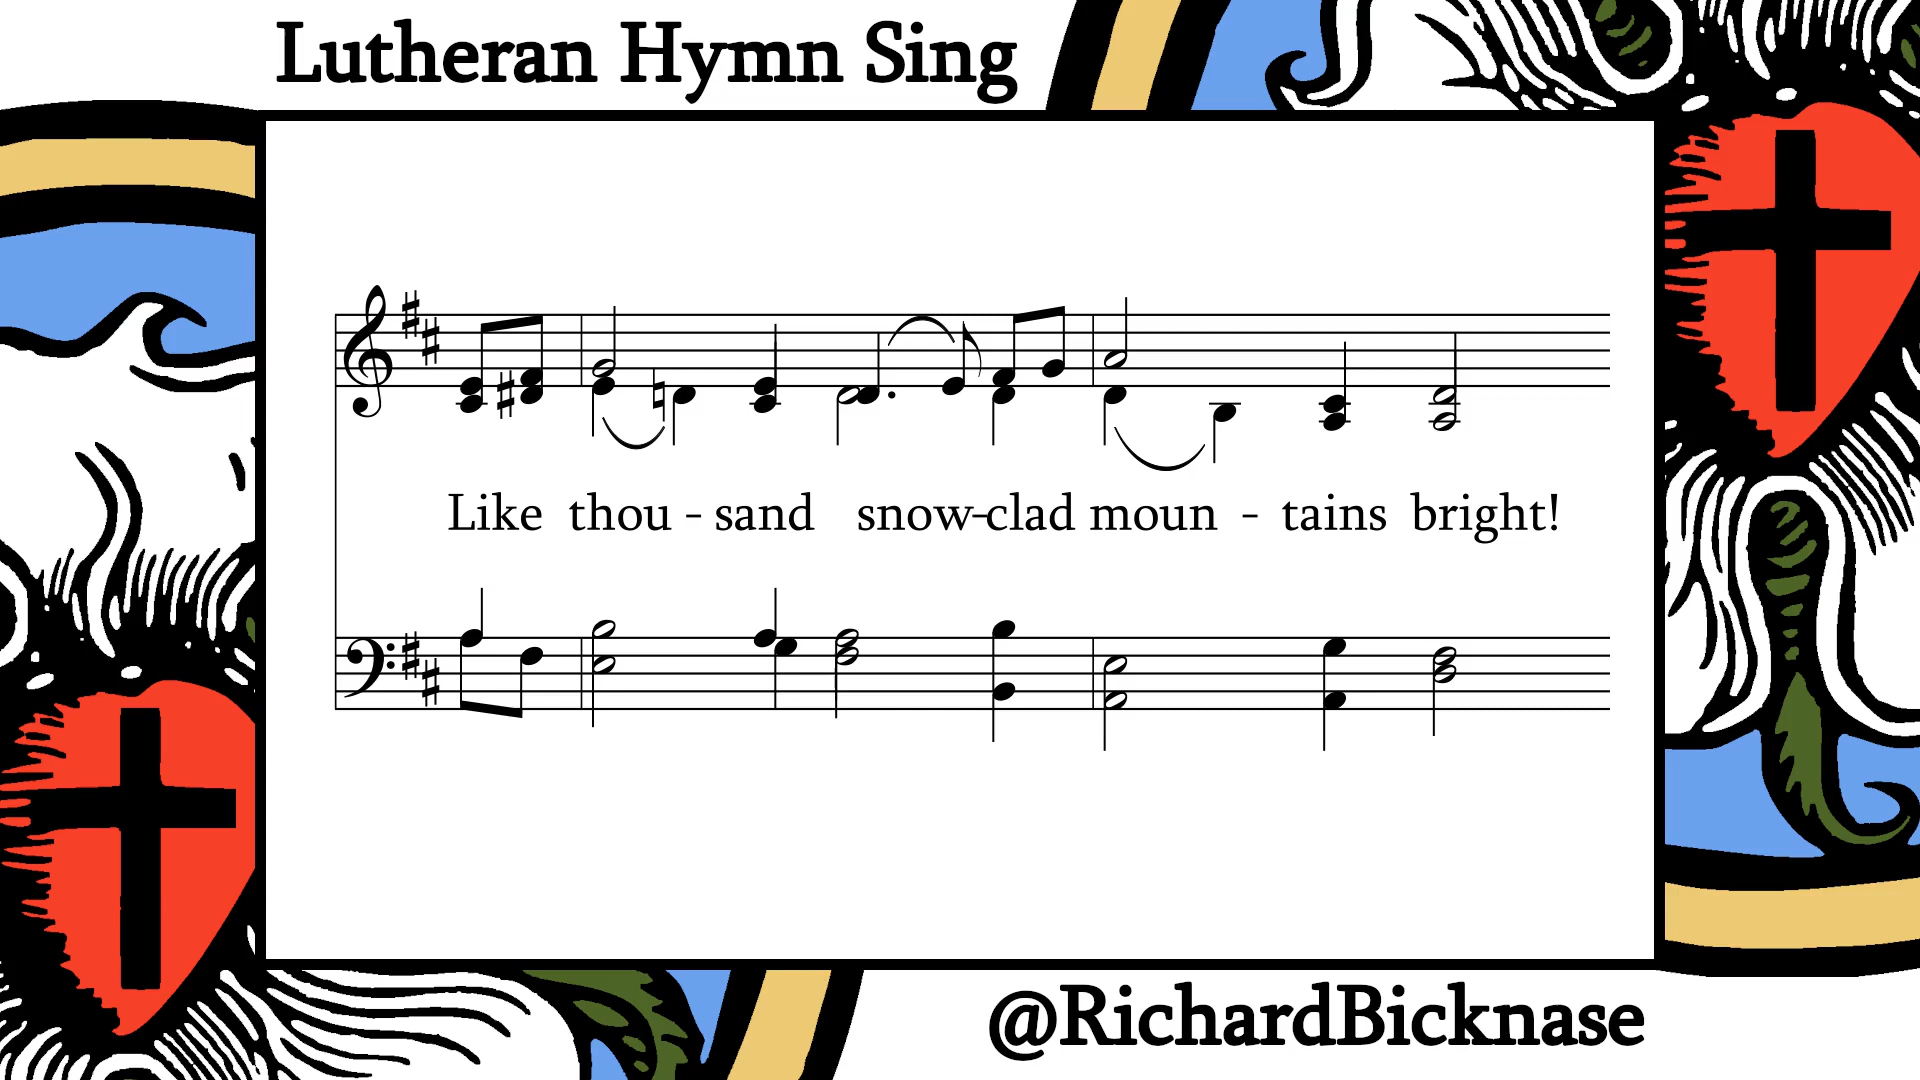 Lutheran Hymn Sing
Like thou - sand snow-clad moun - tains bright!
@RichardBicknase